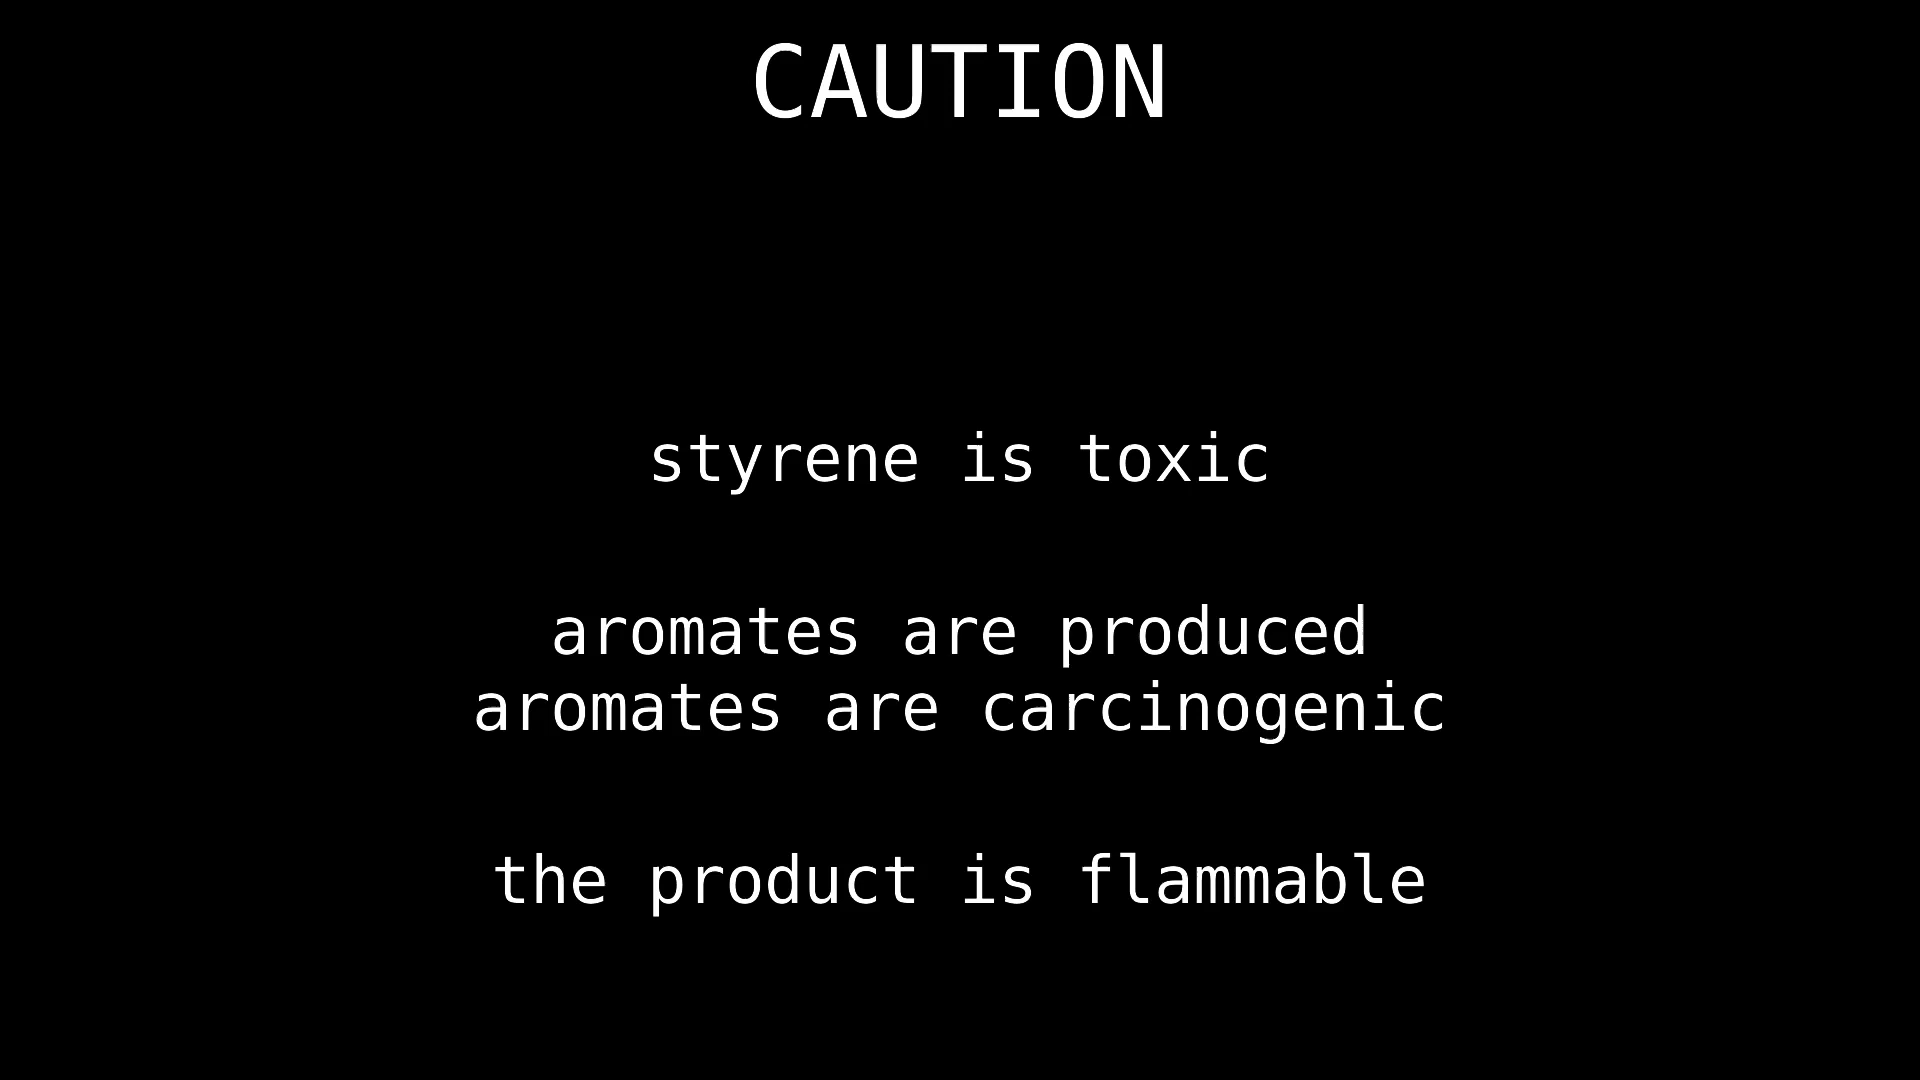 CAUTION
styrene is toxic
aromates are produced
aromates are carcinogenic
the product is flammable